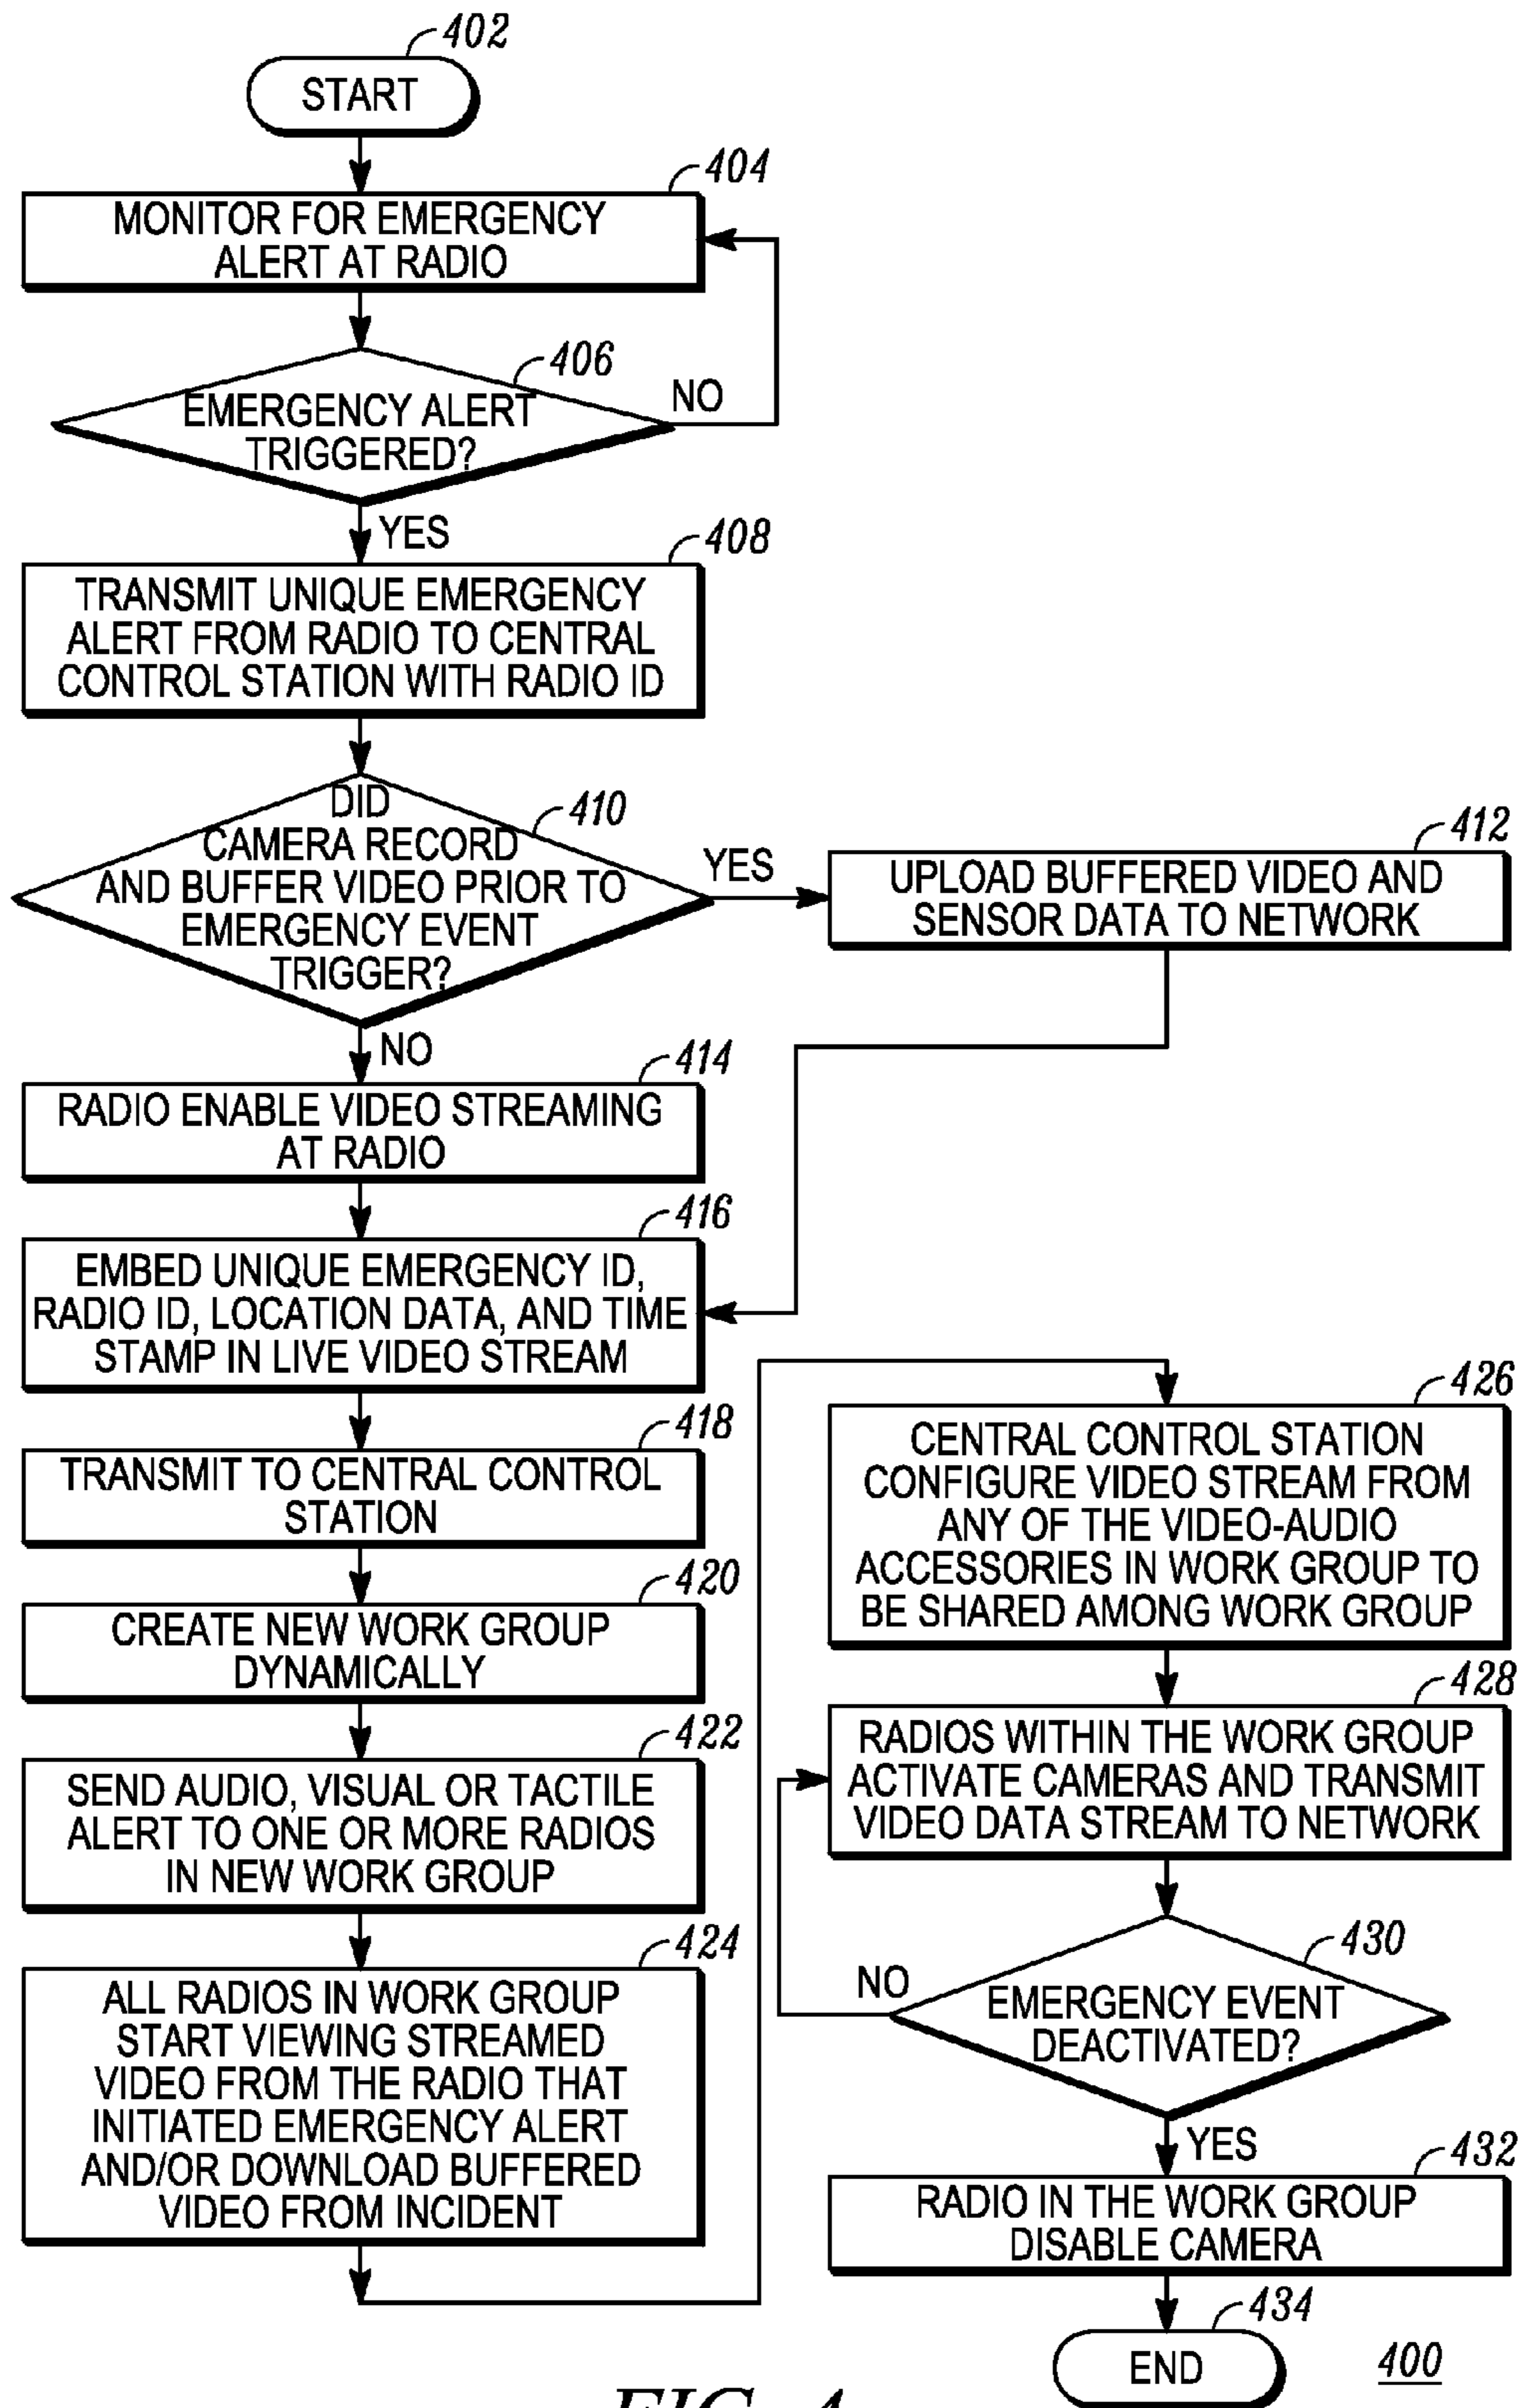 402
START
404
MONITOR FOR EMERGENCY
ALERT AT RADIO
406
EMERGENCY ALERT
TRIGGERED?
NO
YES
408
TRANSMIT UNIQUE EMERGENCY
ALERT FROM RADIO TO CENTRAL
CONTROL STATION WITH RADIO ID
410
DID
CAMERA RECORD
AND BUFFER VIDEO PRIOR TO
EMERGENCY EVENT
TRIGGER?
YES
412
UPLOAD BUFFERED VIDEO AND
SENSOR DATA TO NETWORK
NO
414
RADIO ENABLE VIDEO STREAMING
AT RADIO
416
EMBED UNIQUE EMERGENCY ID,
RADIO ID, LOCATION DATA, AND TIME
STAMP IN LIVE VIDEO STREAM
418
TRANSMIT TO CENTRAL CONTROL
STATION
420
CREATE NEW WORK GROUP
DYNAMICALLY
422
SEND AUDIO, VISUAL OR TACTILE
ALERT TO ONE OR MORE RADIOS
IN NEW WORK GROUP
424
ALL RADIOS IN WORK GROUP
START VIEWING STREAMED
VIDEO FROM THE RADIO THAT
INITIATED EMERGENCY ALERT
AND/OR DOWNLOAD BUFFERED
VIDEO FROM INCIDENT
426
CENTRAL CONTROL STATION
CONFIGURE VIDEO STREAM FROM
ANY OF THE VIDEO-AUDIO
ACCESSORIES IN WORK GROUP TO
BE SHARED AMONG WORK GROUP
428
RADIOS WITHIN THE WORK GROUP
ACTIVATE CAMERAS AND TRANSMIT
VIDEO DATA STREAM TO NETWORK
430
NO
EMERGENCY EVENT
DEACTIVATED?
YES
432
RADIO IN THE WORK GROUP
DISABLE CAMERA
434
END
400
FIG. 4